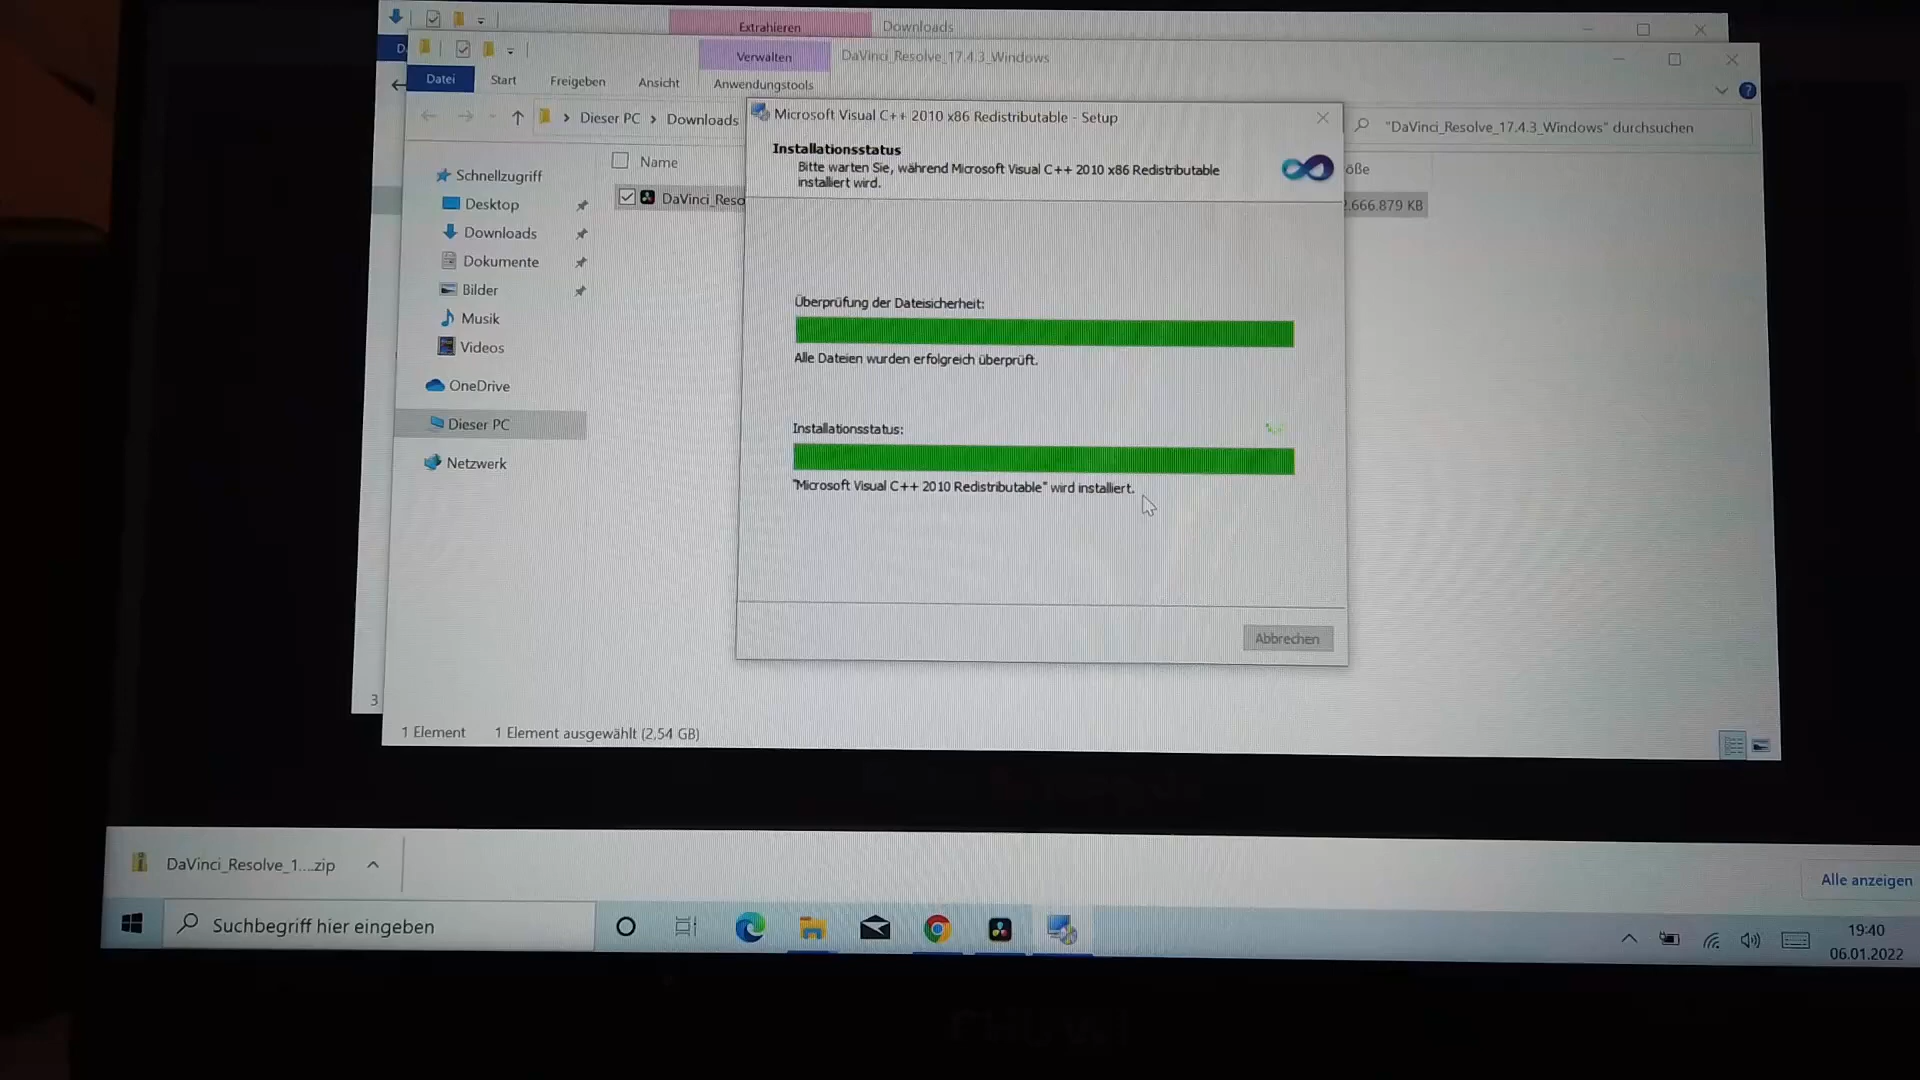 Extrahieren
Downloads
Verwalten
DaVinci_Resolve_17.4.3_Windows
Datei
Start
Freigeben
Ansicht
Anwendungstools
Dieser PC > Downloads
"DaVinci_Resolve_17.4.3_Windows" durchsuchen
Microsoft Visual C++ 2010 x86 Redistributable - Setup
Installationsstatus
Bitte warten Sie, während Microsoft Visual C++ 2010 x86 Redistributable
installiert wird.
Name
öße
DaVinci_Reso
.666.879 KB
Schnellzugriff
Desktop
Downloads
Dokumente
Bilder
Musik
Videos
OneDrive
Dieser PC
Netzwerk
Überprüfung der Dateisicherheit:
Alle Dateien wurden erfolgreich überprüft.
Installationsstatus:
"Microsoft Visual C++ 2010 Redistributable" wird installiert.
Abbrechen
3
1 Element
1 Element ausgewählt (2,54 GB)
DaVinci_Resolve_1....zip
Alle anzeigen
Suchbegriff hier eingeben
19:40
06.01.2022